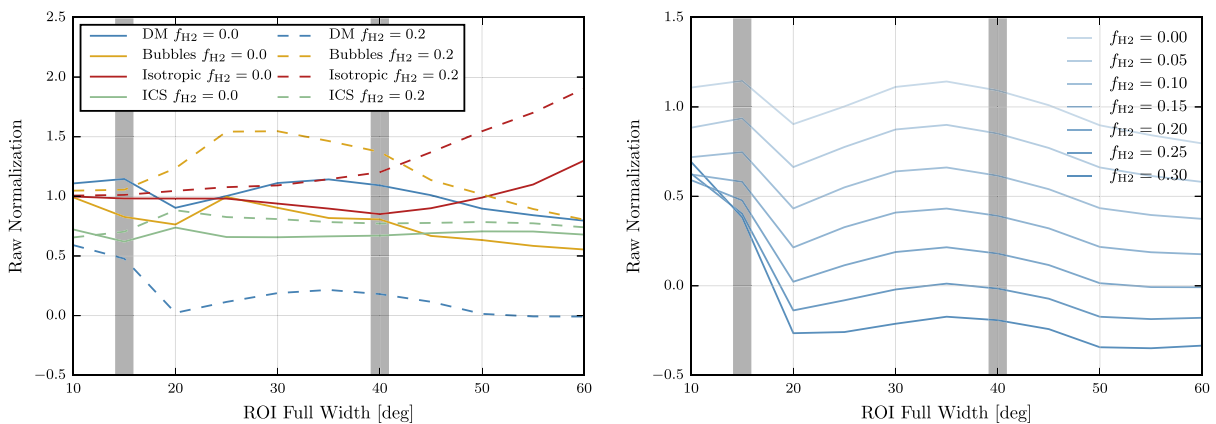 2.5
2.0
1.5
1.0
0.5
0.0
−0.5
Raw Normalization
DM f_H2 = 0.0
Bubbles f_H2 = 0.0
Isotropic f_H2 = 0.0
ICS f_H2 = 0.0
DM f_H2 = 0.2
Bubbles f_H2 = 0.2
Isotropic f_H2 = 0.2
ICS f_H2 = 0.2
10 20 30 40 50 60
ROI Full Width [deg]
1.5
1.0
0.5
0.0
−0.5
Raw Normalization
f_H2 = 0.00
f_H2 = 0.05
f_H2 = 0.10
f_H2 = 0.15
f_H2 = 0.20
f_H2 = 0.25
f_H2 = 0.30
10 20 30 40 50 60
ROI Full Width [deg]